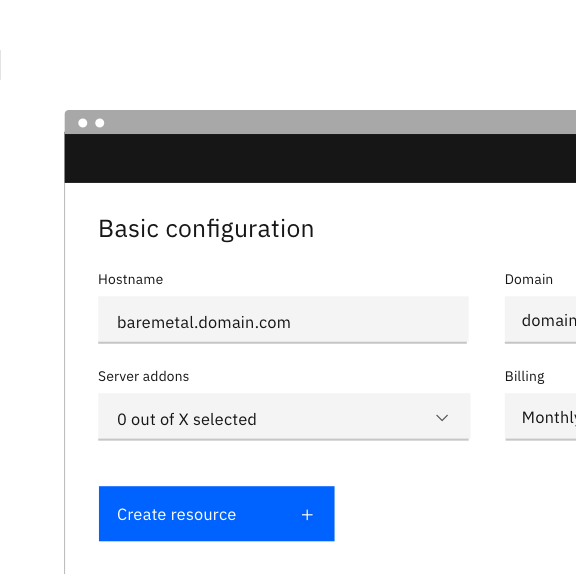 Basic configuration
Hostname
Domain
baremetal.domain.com
domain
Server addons
Billing
0 out of X selected
Monthly
Create resource +